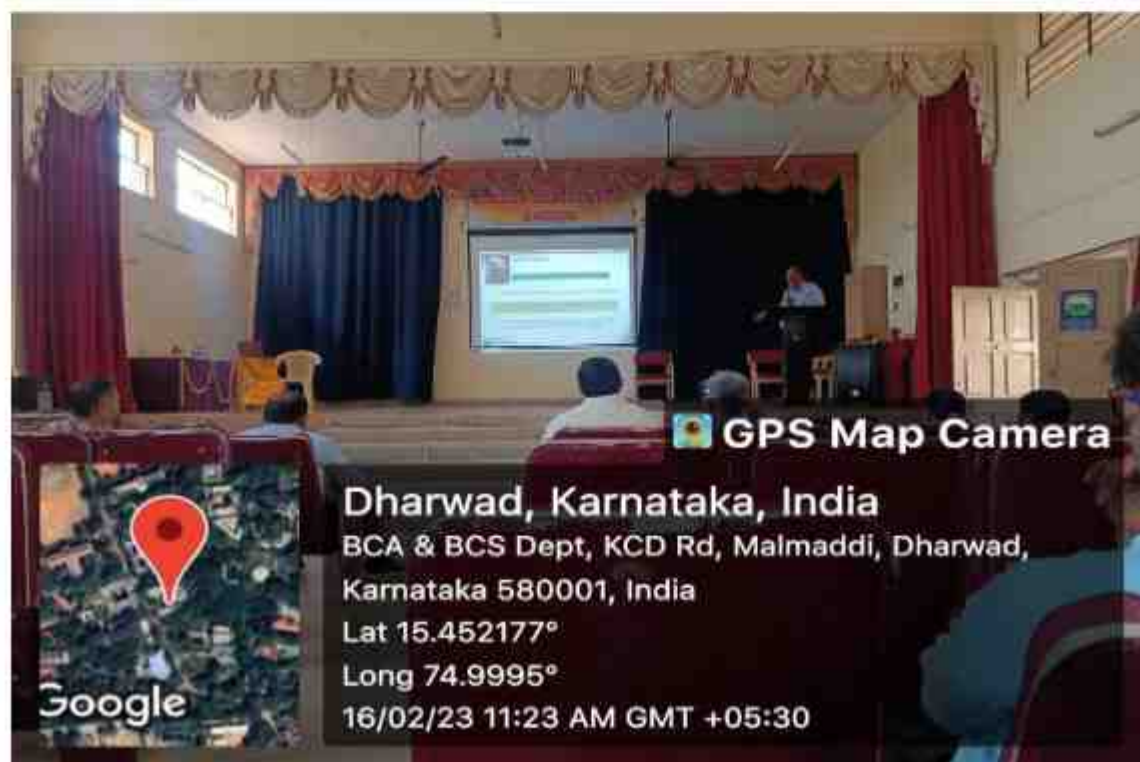 GPS Map Camera
Dharwad, Karnataka, India
BCA & BCS Dept, KCD Rd, Malmaddi, Dharwad,
Karnataka 580001, India
Lat 15.452177°
Long 74.9995°
16/02/23 11:23 AM GMT +05:30
Google